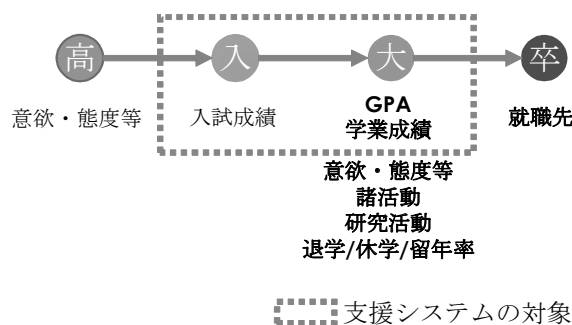 高 入 大 卒
意欲・態度等 入試成績 GPA 就職先
学業成績
意欲・態度等
諸活動
研究活動
退学/休学/留年率
支援システムの対象